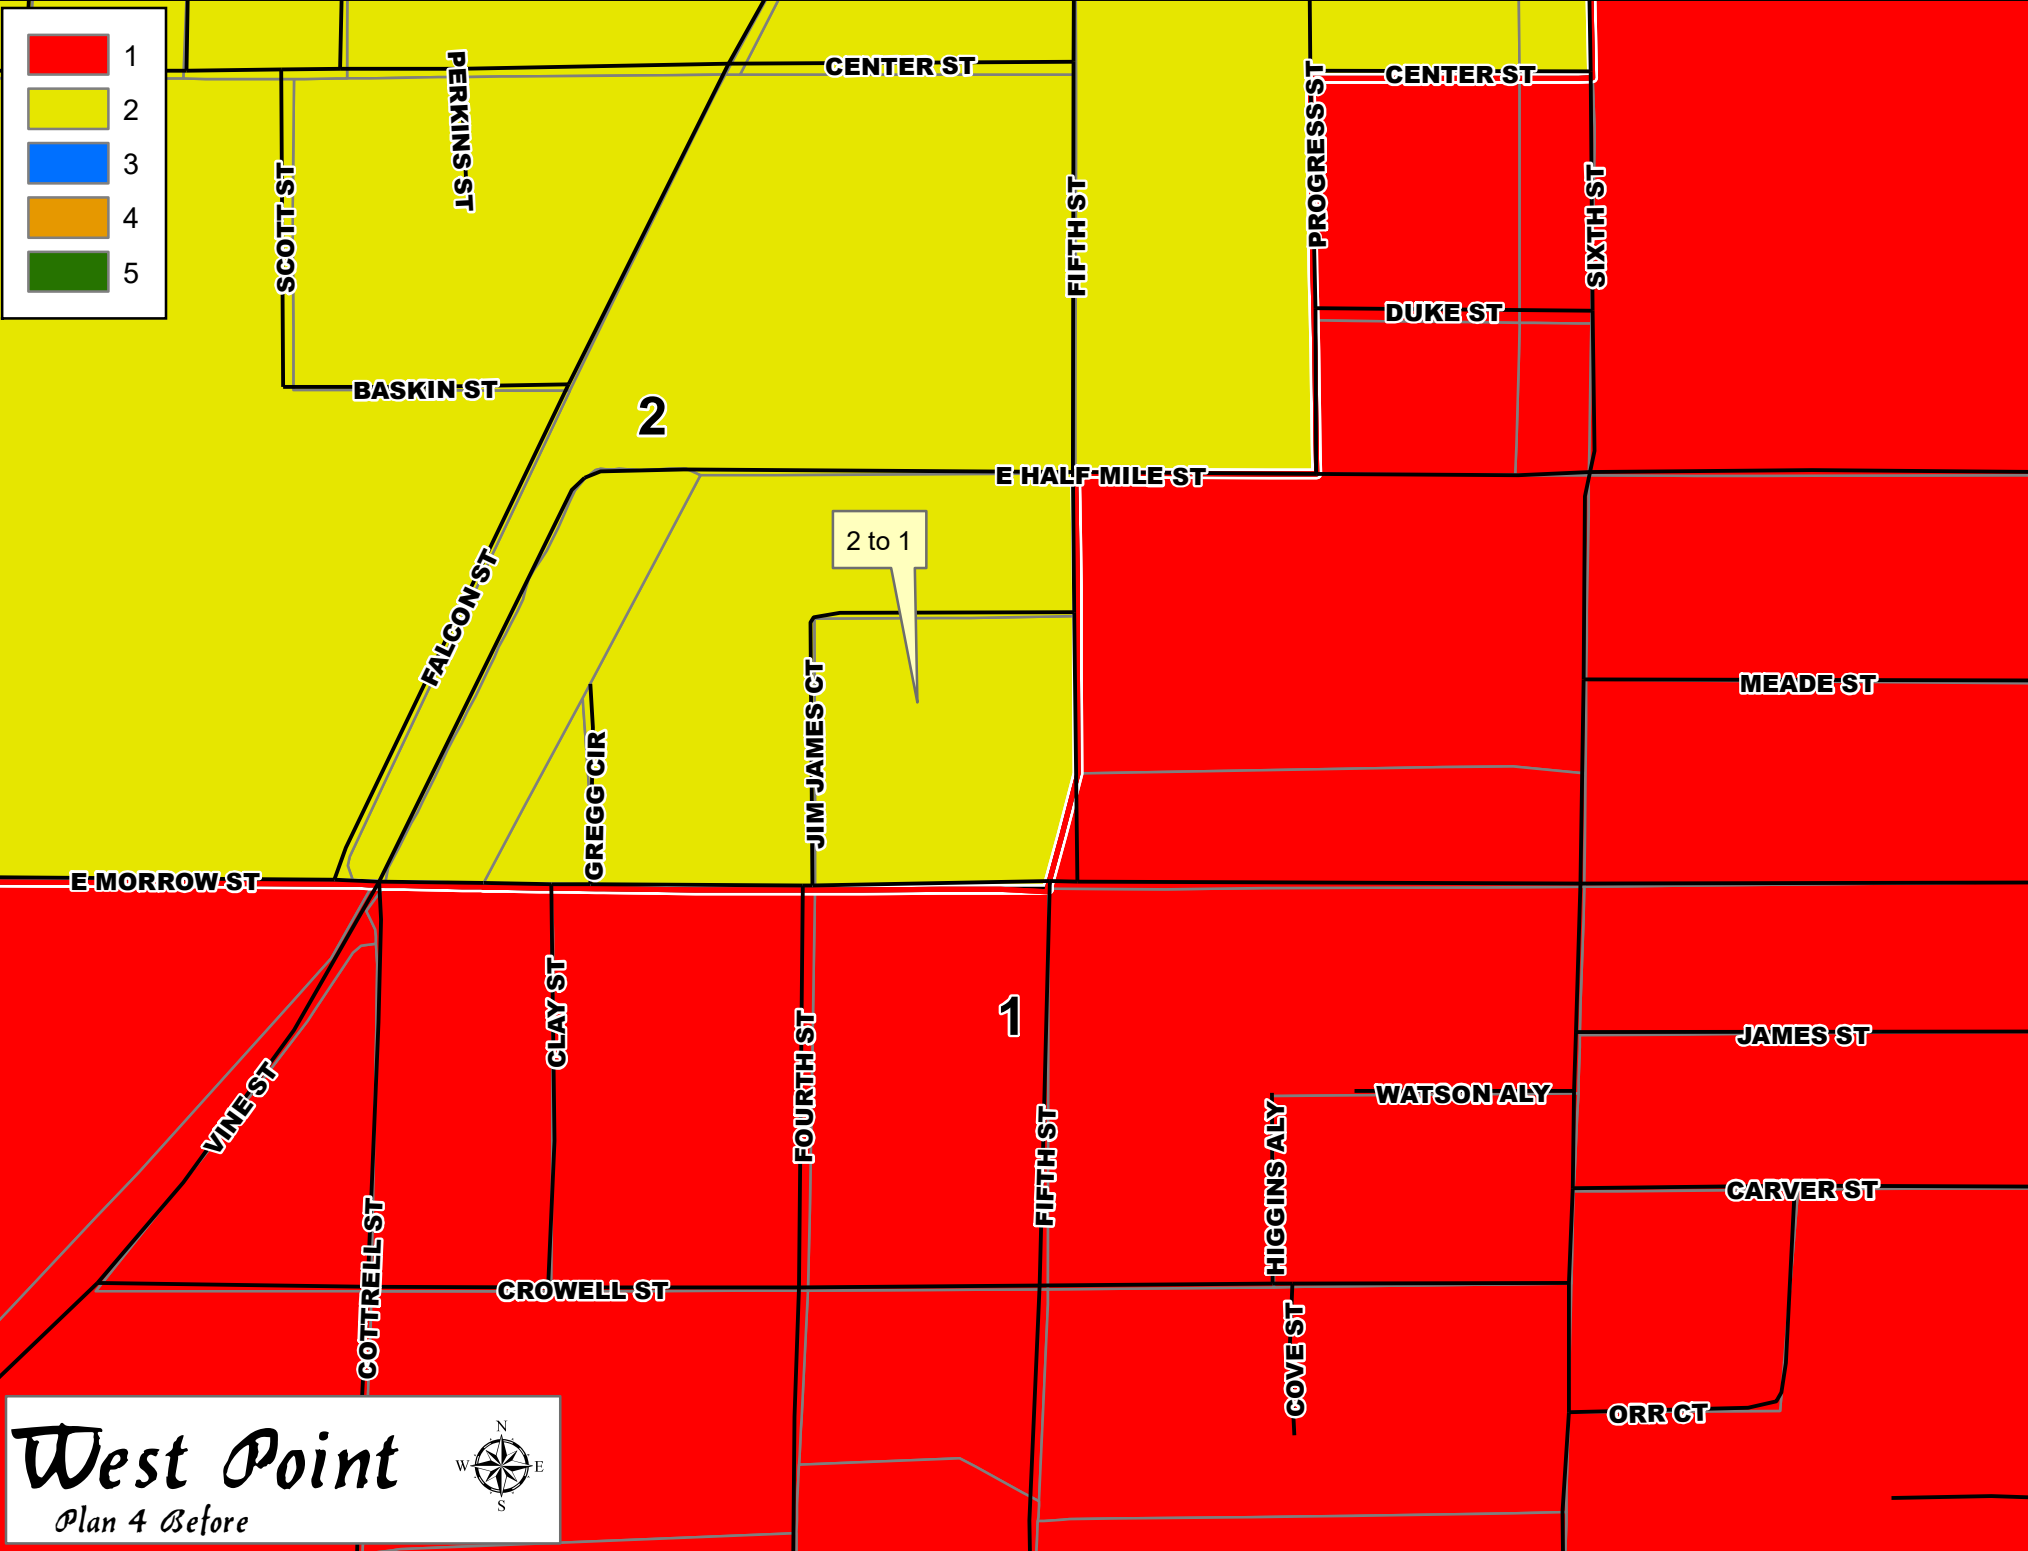 1
2
3
4
5
PERKINS ST
CENTER ST
CENTER ST
SCOTT ST
FIFTH ST
PROGRESS ST
SIXTH ST
DUKE ST
BASKIN ST
2
E HALF MILE ST
2 to 1
FALCON ST
JIM JAMES CT
GREGG CIR
MEADE ST
E MORROW ST
CLAY ST
FOURTH ST
1
FIFTH ST
JAMES ST
WATSON ALY
HIGGINS ALY
VINE ST
CARVER ST
COTTRELL ST
CROWELL ST
COVE ST
ORR CT
West Point
Plan 4 Before
N
W E
S